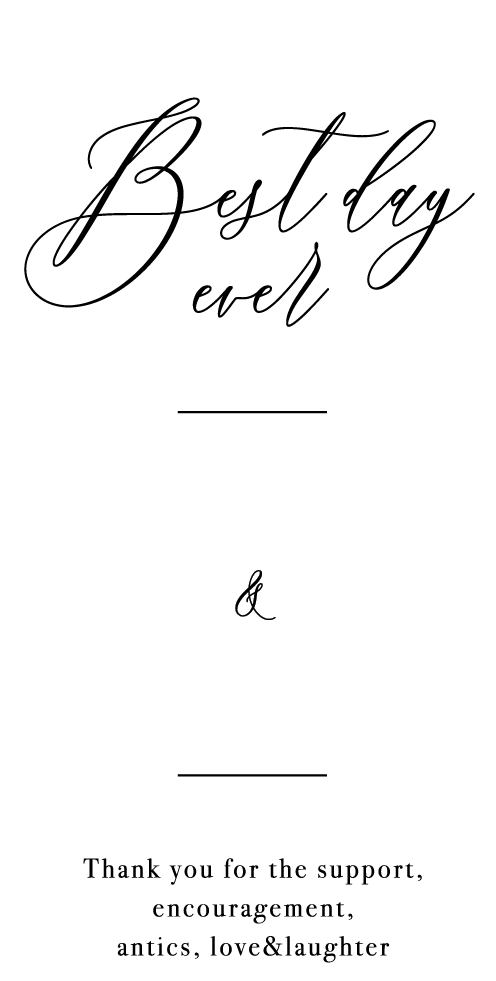 Best day
ever
&
Thank you for the support,
encouragement,
antics, love&laughter